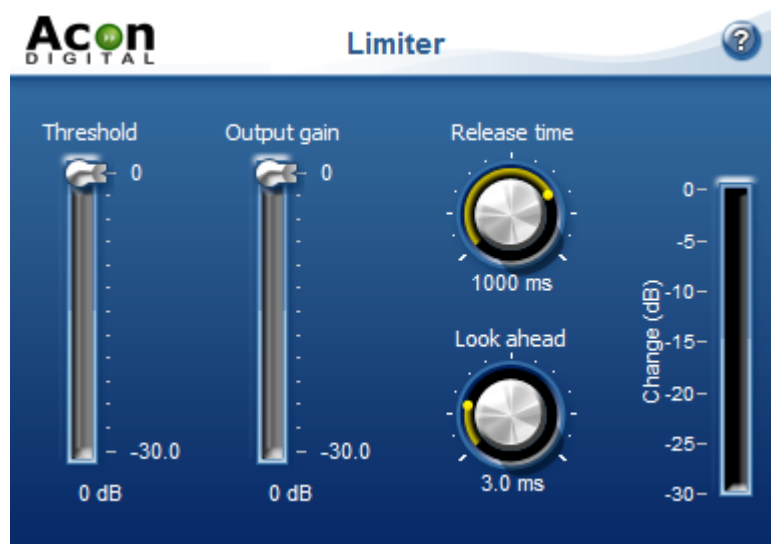 Acon
DIGITAL
Limiter
?
Threshold
0
-30.0
0 dB
Output gain
0
-30.0
0 dB
Release time
1000 ms
Look ahead
3.0 ms
Change (dB)
0
-5
-10
-15
-20
-25
-30